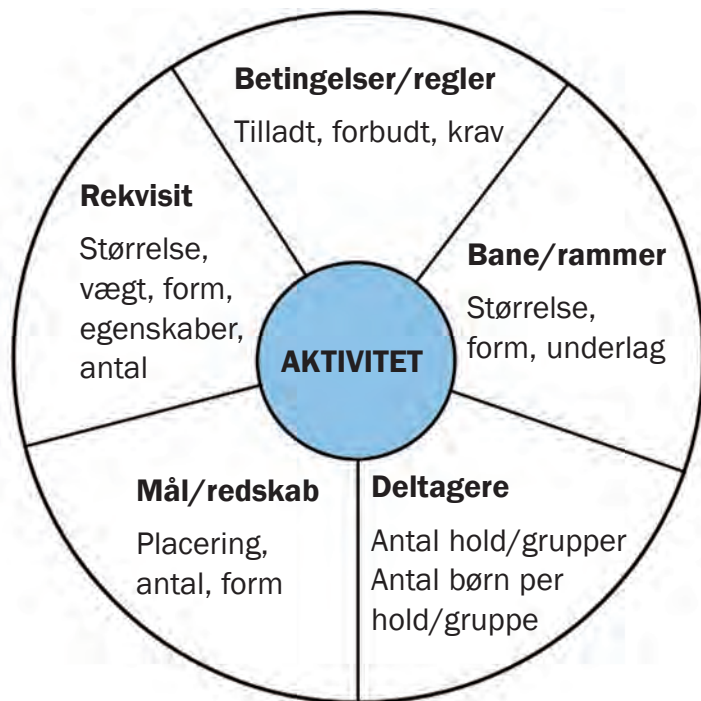 Betingelser/regler
Tilladt, forbudt, krav
Rekvisit
Størrelse,
vægt, form,
egenskaber,
antal
Bane/rammer
Størrelse,
form, underlag
AKTIVITET
Mål/redskab
Placering,
antal, form
Deltagere
Antal hold/grupper
Antal børn per
hold/gruppe